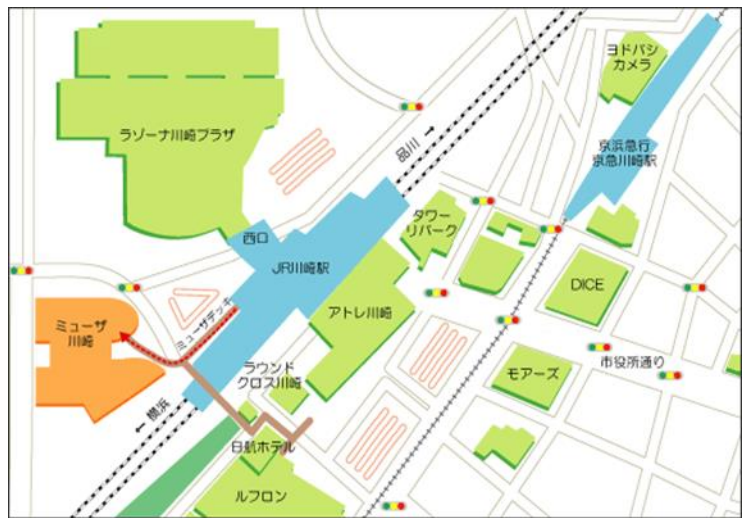 ヨドバシ
カメラ
ラゾーナ川崎プラザ
品川 →
京浜急行
京急川崎駅
タワー
リパーク
西口
JR川崎駅
DICE
アトレ川崎
ミューザデッキ
ミューザ
川崎
ラウンド
クロス川崎
市役所通り
モアーズ
← 横浜
日航ホテル
ルフロン